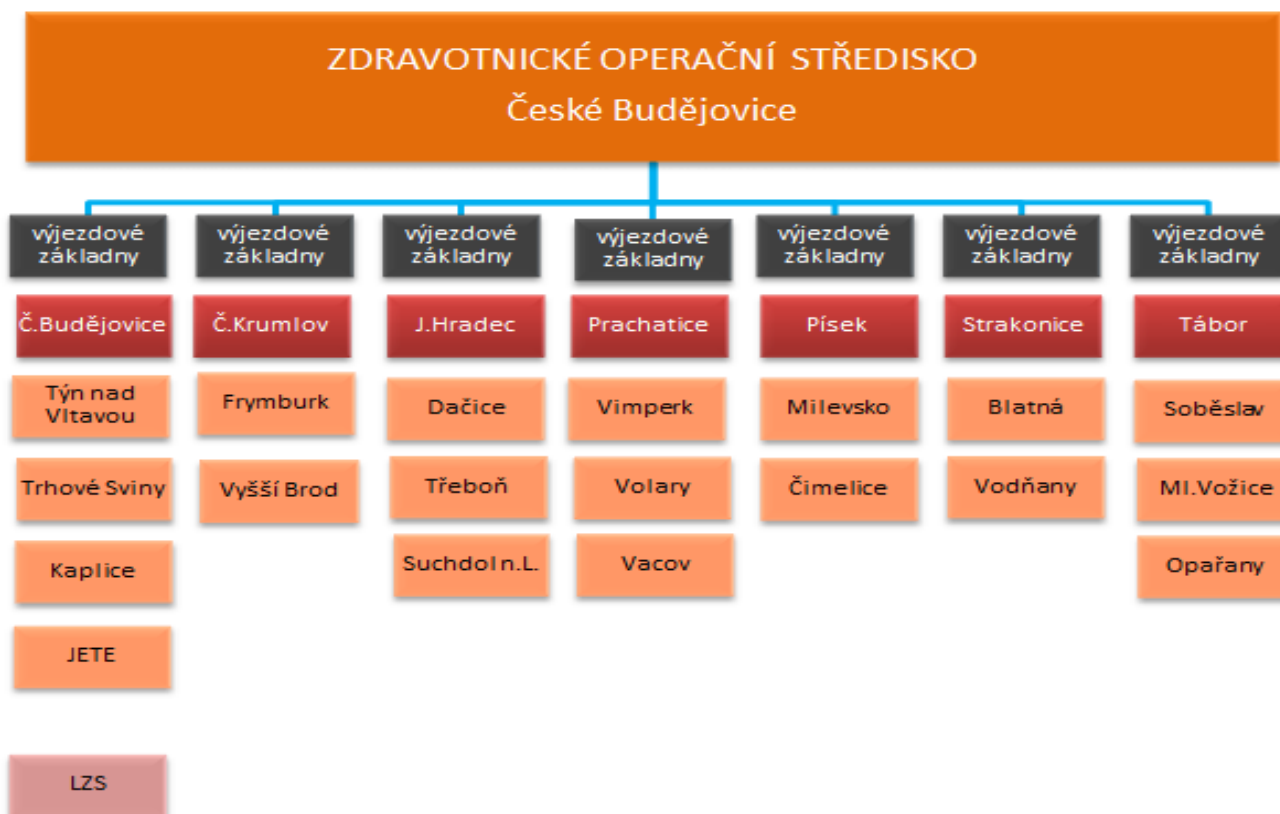 ZDRAVOTNICKÉ OPERAČNÍ STŘEDISKO
České Budějovice
výjezdové
základny
Č.Budějovice
Týn nad
Vltavou
Trhové Sviny
Kaplice
JETE
LZS
výjezdové
základny
Č.Krumlov
Frymburk
Vyšší Brod
výjezdové
základny
J.Hradec
Dačice
Třeboň
Suchdol n.L.
výjezdové
základny
Prachatice
Vimperk
Volary
Vacov
výjezdové
základny
Písek
Milevsko
Čimelice
výjezdové
základny
Strakonice
Blatná
Vodňany
výjezdové
základny
Tábor
Soběslav
Ml.Vožice
Opařany